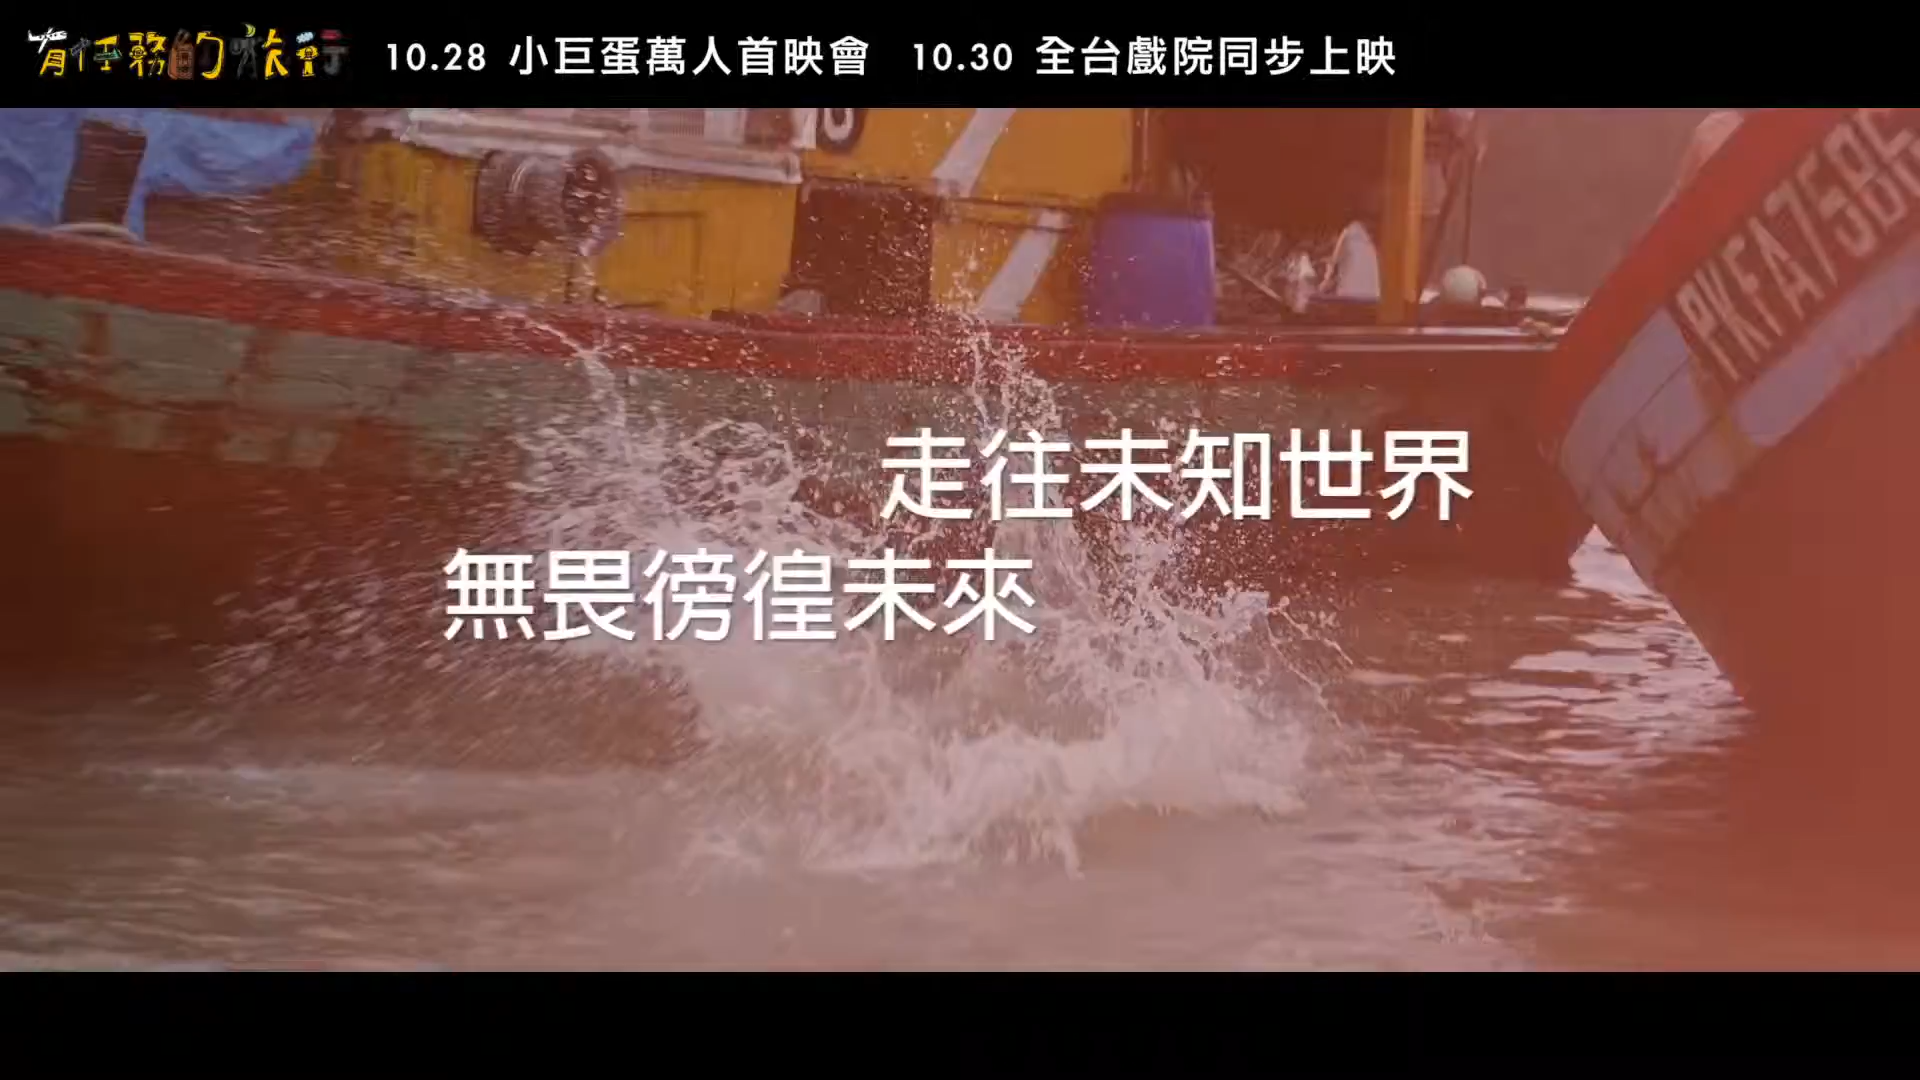 有任務的旅行
10.28 小巨蛋萬人首映會 10.30 全台戲院同步上映
PKFA7585
走往未知世界
無畏徬徨未來